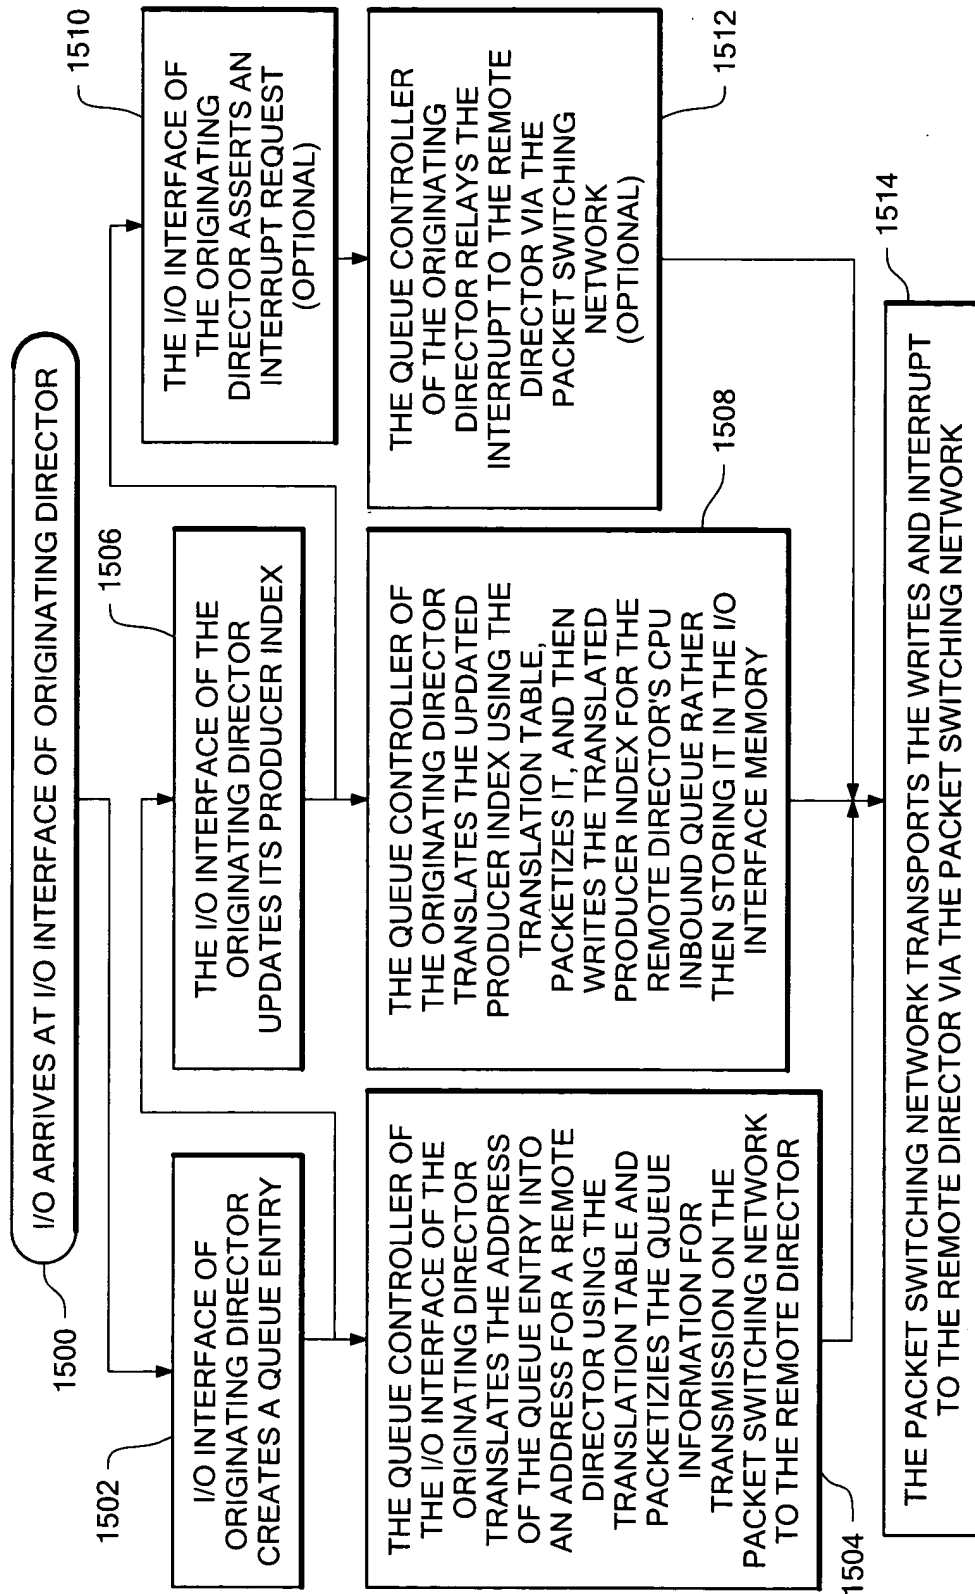 I/O ARRIVES AT I/O INTERFACE OF ORIGINATING DIRECTOR
1500
1502
I/O INTERFACE OF
ORIGINATING DIRECTOR
CREATES A QUEUE ENTRY
THE QUEUE CONTROLLER OF
THE I/O INTERFACE OF THE
ORIGINATING DIRECTOR
TRANSLATES THE ADDRESS
OF THE QUEUE ENTRY INTO
AN ADDRESS FOR A REMOTE
DIRECTOR USING THE
TRANSLATION TABLE AND
PACKETIZES THE QUEUE
INFORMATION FOR
TRANSMISSION ON THE
PACKET SWITCHING NETWORK
TO THE REMOTE DIRECTOR
1504
1506
THE I/O INTERFACE OF THE
ORIGINATING DIRECTOR
UPDATES ITS PRODUCER INDEX
THE QUEUE CONTROLLER OF
THE ORIGINATING DIRECTOR
TRANSLATES THE UPDATED
PRODUCER INDEX USING THE
TRANSLATION TABLE,
PACKETIZES IT, AND THEN
WRITES THE TRANSLATED
PRODUCER INDEX FOR THE
REMOTE DIRECTOR'S CPU
INBOUND QUEUE RATHER
THEN STORING IT IN THE I/O
INTERFACE MEMORY
1508
1510
THE I/O INTERFACE OF
THE ORIGINATING
DIRECTOR ASSERTS AN
INTERRUPT REQUEST
(OPTIONAL)
THE QUEUE CONTROLLER
OF THE ORIGINATING
DIRECTOR RELAYS THE
INTERRUPT TO THE REMOTE
DIRECTOR VIA THE
PACKET SWITCHING
NETWORK
(OPTIONAL)
1512
1514
THE PACKET SWITCHING NETWORK TRANSPORTS THE WRITES AND INTERRUPT
TO THE REMOTE DIRECTOR VIA THE PACKET SWITCHING NETWORK